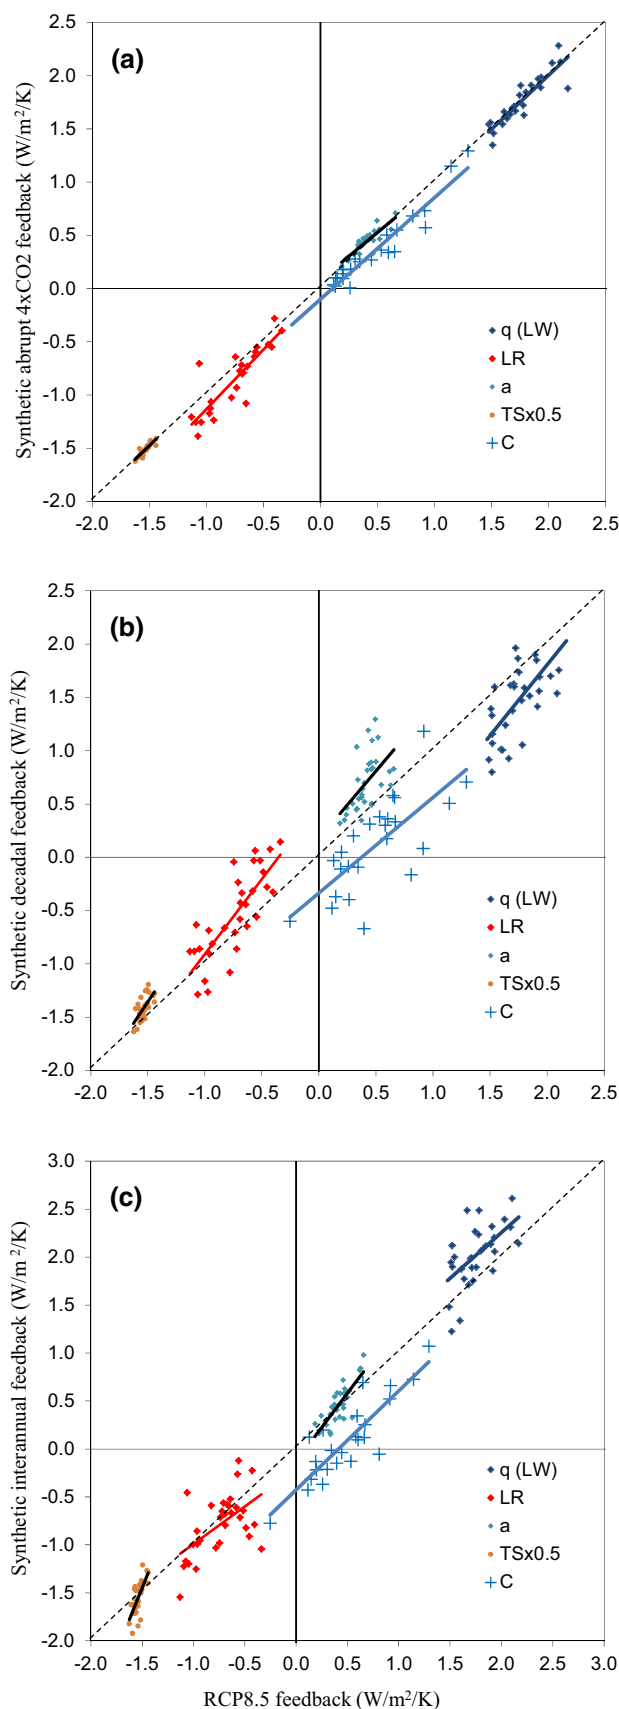 2.5
(a)
2.0
1.5
1.0
0.5
0.0
-0.5
-1.0
-1.5
-2.0
Synthetic abrupt 4xCO2 feedback (W/m²/K)
q (LW)
LR
a
TSx0.5
C
-2.0 -1.5 -1.0 -0.5 0.0 0.5 1.0 1.5 2.0 2.5
2.5
(b)
2.0
1.5
1.0
0.5
0.0
-0.5
-1.0
-1.5
-2.0
Synthetic decadal feedback (W/m²/K)
q (LW)
LR
a
TSx0.5
C
-2.0 -1.5 -1.0 -0.5 0.0 0.5 1.0 1.5 2.0 2.5
3.0
(c)
2.5
2.0
1.5
1.0
0.5
0.0
-0.5
-1.0
-1.5
-2.0
Synthetic interannual feedback (W/m²/K)
q (LW)
LR
a
TSx0.5
C
-2.0 -1.5 -1.0 -0.5 0.0 0.5 1.0 1.5 2.0 2.5 3.0
RCP8.5 feedback (W/m²/K)